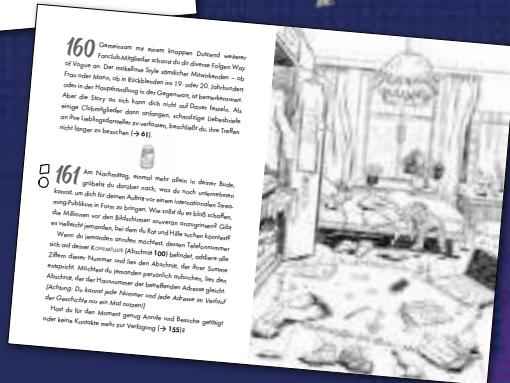 160 Gemeinsam mit einem knappen Dutzend weiterer
Fanclub-Mitglieder schaust du dir diverse Folgen Way
of Vogue an. Der makellose Style sämtlicher Mitwirkenden – ob
Frau oder Mann, ob in Rückblenden ins 19. oder 20. Jahrhundert
oder in der Haupthandlung in der Gegenwart, ist bemerkenswert.
Aber die Story an sich kann dich nicht auf Dauer fesseln. Als
einige Clubmitglieder dann anfangen, schmalzige Liebesbriefe
an ihre Lieblingsdarsteller zu verfassen, beschließt du, ihre Treffen
nicht länger zu besuchen (→ 61).
161 Am Nachmittag, einmal mehr allein in deiner Bude,
grübelst du darüber nach, was du noch unternehmen
kannst, um dich für deinen Auftritt vor einem internationalen Strea-
ming-Publikum in Form zu bringen. Wie sollst du es bloß schaffen,
die Millionen vor den Bildschirmen souverän anzugrinsen? Gibt
es vielleicht jemanden, bei dem du Rat und Hilfe suchen könntest?
Wenn du jemanden anrufen möchtest, dessen Telefonnummer
sich auf deiner Kontaktliste (Abschnitt 100) befindet, addiere alle
Ziffern dieser Nummer und lies den Abschnitt, der ihrer Summe
entspricht. Möchtest du jemanden persönlich aufsuchen, lies den
Abschnitt, der der Hausnummer der betreffenden Adresse gleicht.
(Achtung: Du kannst jede Nummer und jede Adresse im Verlauf
der Geschichte nur ein Mal nutzen!)
Hast du für den Moment genug Anrufe und Besuche getätigt
oder keine Kontakte mehr zur Verfügung (→ 155)?